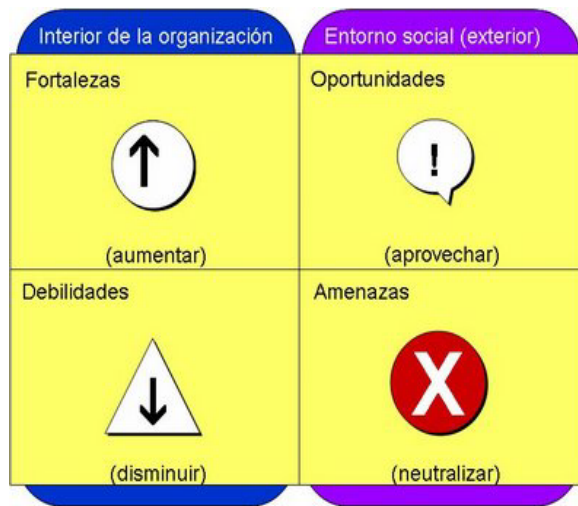 Interior de la organización
Entorno social (exterior)
Fortalezas
Oportunidades
!
(aumentar)
(aprovechar)
Debilidades
Amenazas
X
(disminuir)
(neutralizar)